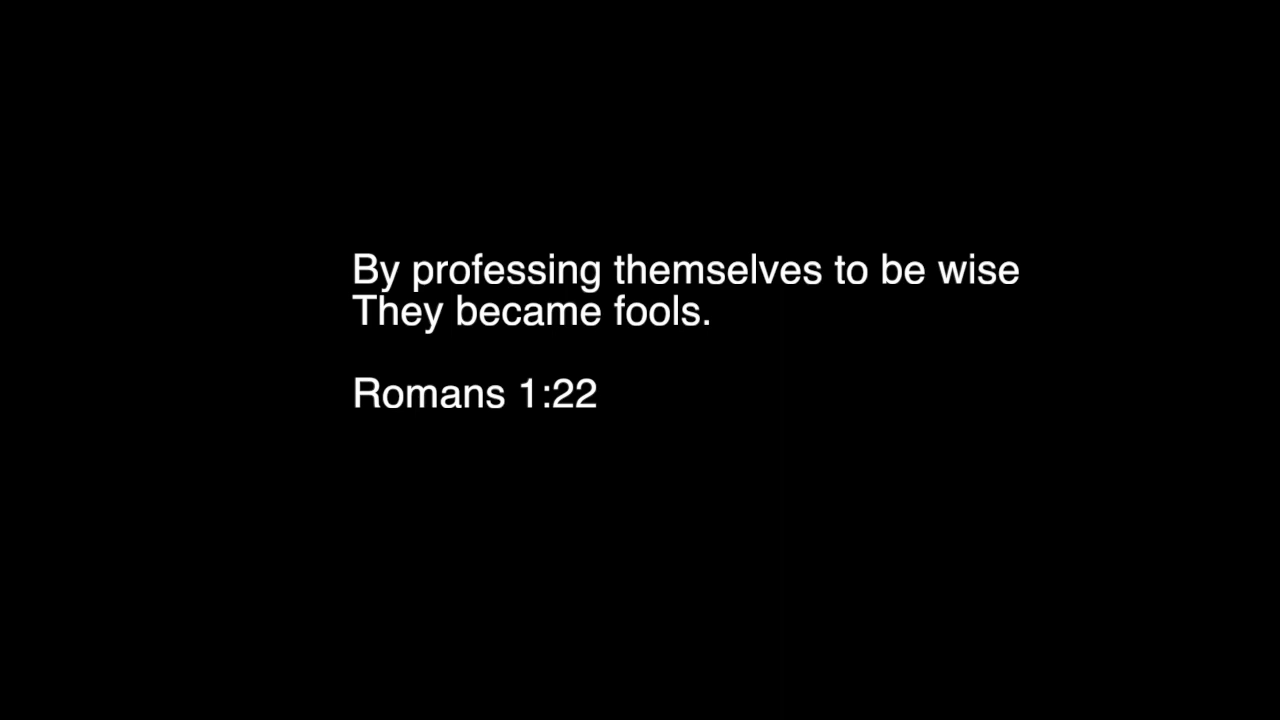 By professing themselves to be wise
They became fools.
Romans 1:22